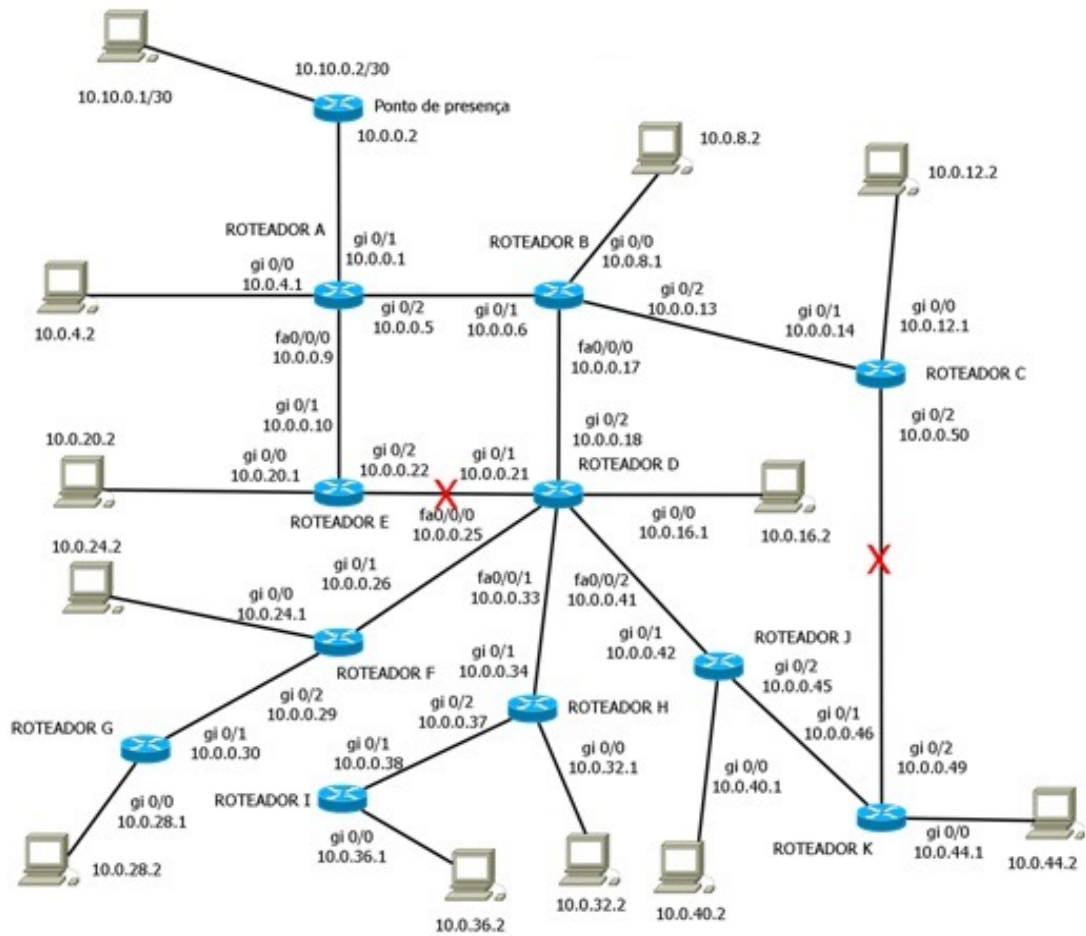 10.10.0.2/30
10.10.0.1/30
Ponto de presença
10.0.0.2
10.0.8.2
10.0.12.2
ROTEADOR A
gi 0/1
10.0.0.1
gi 0/0
10.0.4.1
10.0.4.2
gi 0/2
10.0.0.5
fa0/0/0
10.0.0.9
ROTEADOR B
gi 0/0
10.0.8.1
gi 0/1
10.0.0.6
gi 0/2
10.0.0.13
fa0/0/0
10.0.0.17
gi 0/1
10.0.0.14
gi 0/0
10.0.12.1
ROTEADOR C
gi 0/2
10.0.0.50
gi 0/1
10.0.0.10
10.0.20.2
gi 0/0
10.0.20.1
gi 0/2
10.0.0.22
ROTEADOR E
gi 0/2
10.0.0.18
ROTEADOR D
gi 0/1
10.0.0.21
X
fa0/0/0
10.0.0.25
gi 0/0
10.0.16.1
10.0.16.2
X
10.0.24.2
gi 0/0
10.0.24.1
gi 0/1
10.0.0.26
fa0/0/1
10.0.0.33
fa0/0/2
10.0.0.41
ROTEADOR F
gi 0/2
10.0.0.29
gi 0/1
10.0.0.34
gi 0/1
10.0.0.42
ROTEADOR J
gi 0/2
10.0.0.45
ROTEADOR G
gi 0/1
10.0.0.30
gi 0/0
10.0.28.1
10.0.28.2
gi 0/2
10.0.0.37
ROTEADOR H
gi 0/1
10.0.0.38
ROTEADOR I
gi 0/0
10.0.36.1
10.0.36.2
gi 0/0
10.0.32.1
10.0.32.2
gi 0/0
10.0.40.1
10.0.40.2
gi 0/1
10.0.0.46
gi 0/2
10.0.0.49
ROTEADOR K
gi 0/0
10.0.44.1
10.0.44.2